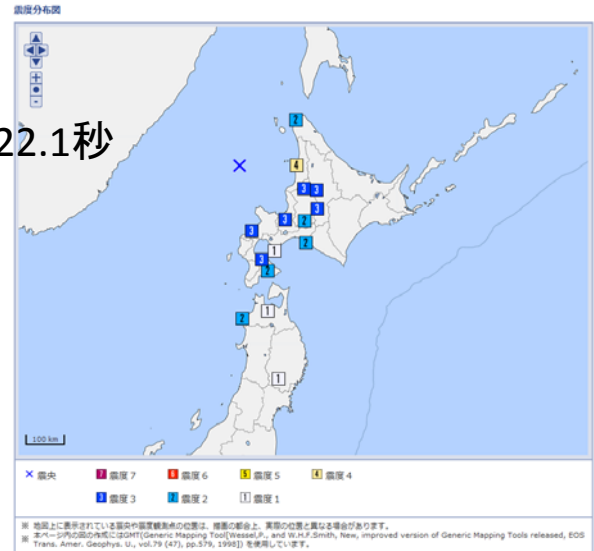 震度分布図
22.1秒
2
4
3 3
3
3 2
3
2
1
3
2
1
2
1
100 km
× 震央 7 震度７ 6 震度６ 5 震度５ 4 震度４
3 震度３ 2 震度２ 1 震度１
※ 地図上に表示されている震央や震度観測点の位置は、描画の都合上、実際の位置と異なる場合があります。
※ 本ページ内の図の作成にはGMT(Generic Mapping Tool[Wessel,P., and W.H.F.Smith, New, improved version of Generic Mapping Tools released, EOS
Trans. Amer. Geophys. U., vol.79 (47), pp.579, 1998]) を使用しています。